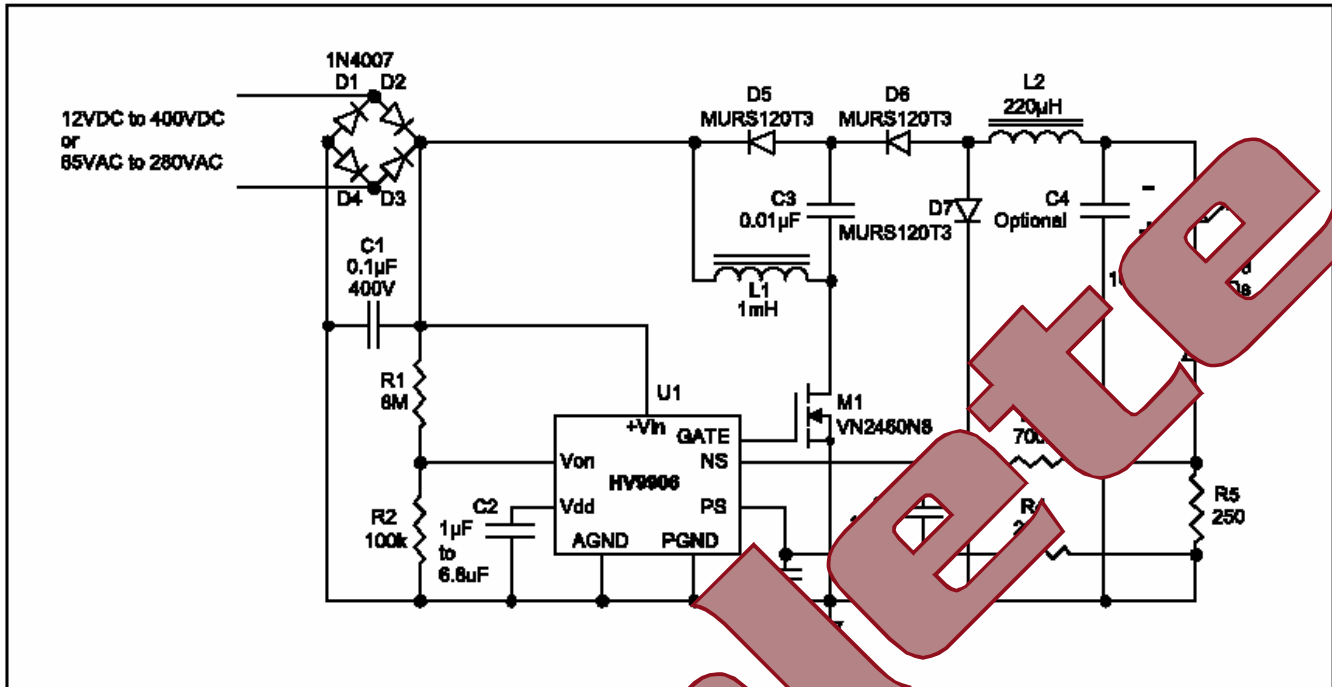 1N4007
D1 D2
12VDC to 400VDC
or
85VAC to 280VAC
D4 D3
D5
MURS120T3
D6
MURS120T3
L2
220µH
C3
0.01µF
D7
MURS120T3
C4
Optional
C1
0.1µF
400V
L1
1mH
R1
6M
U1
M1
VN2460N8
+Vin
GATE
Von
NS
HV9906
Vdd
PS
AGND
PGND
R2
100k
C2
1µF
to
6.8uF
R5
250
lete